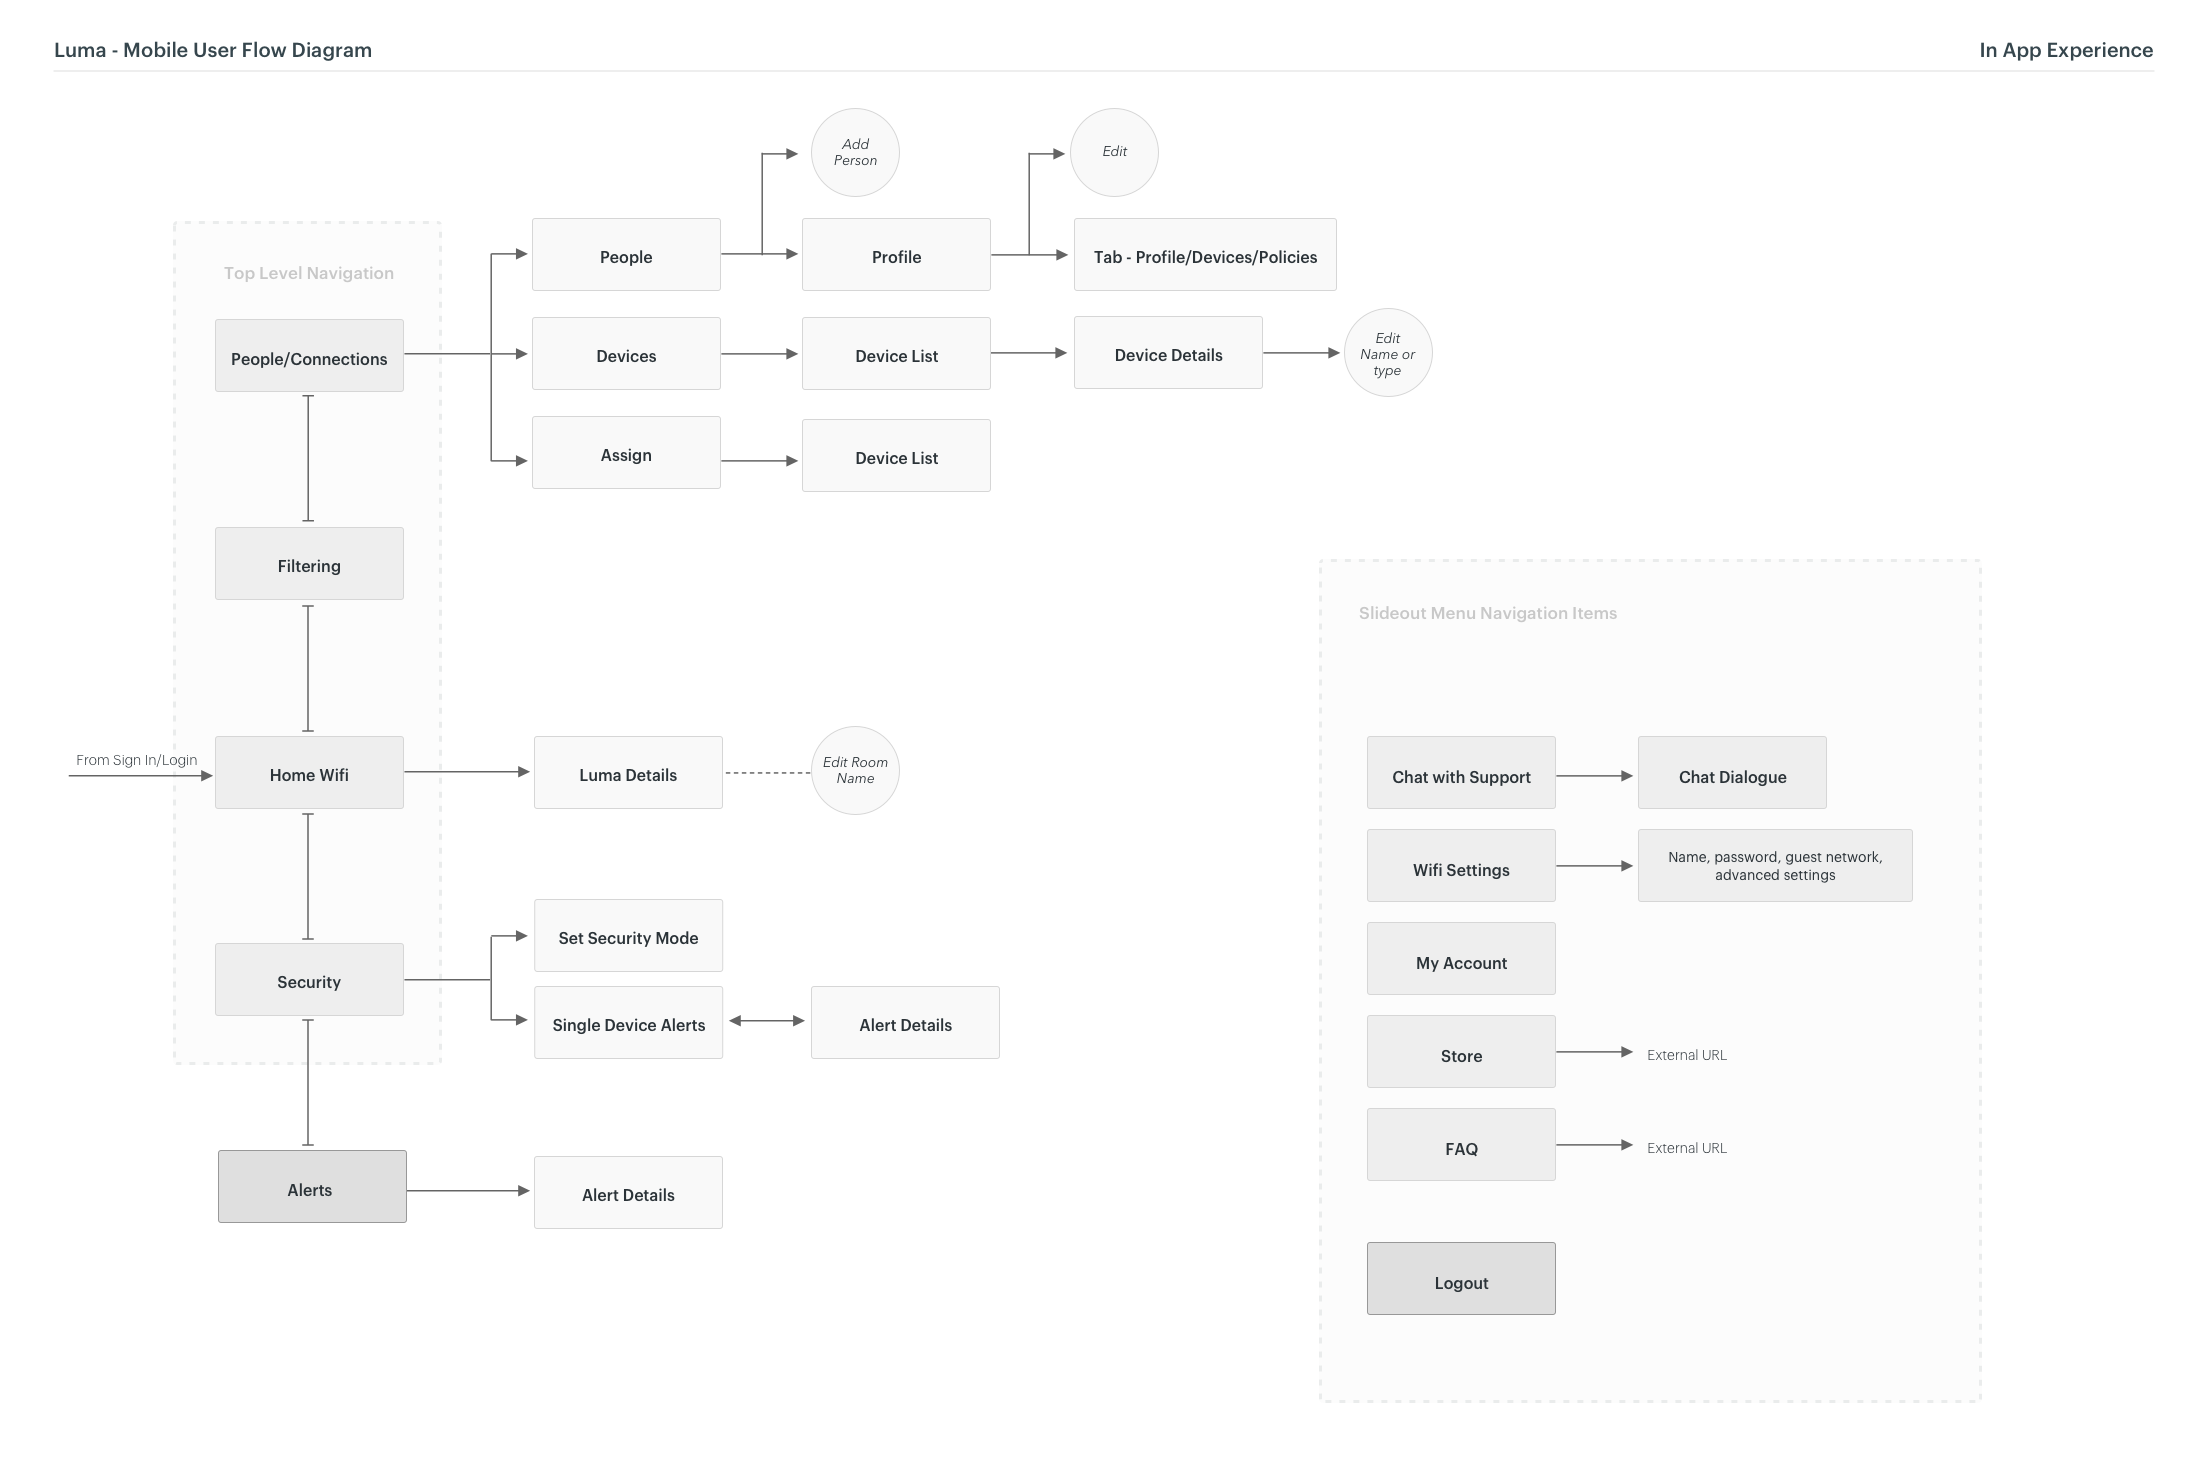 Luma - Mobile User Flow Diagram
In App Experience
Add
Person
Edit
Top Level Navigation
People
Profile
Tab - Profile/Devices/Policies
People/Connections
Devices
Device List
Device Details
Edit
Name or
type
Assign
Device List
Filtering
From Sign In/Login
Home Wifi
Luma Details
Edit Room
Name
Security
Set Security Mode
Single Device Alerts
Alert Details
Alerts
Alert Details
Slideout Menu Navigation Items
Chat with Support
Chat Dialogue
Wifi Settings
Name, password, guest network,
advanced settings
My Account
Store
External URL
FAQ
External URL
Logout